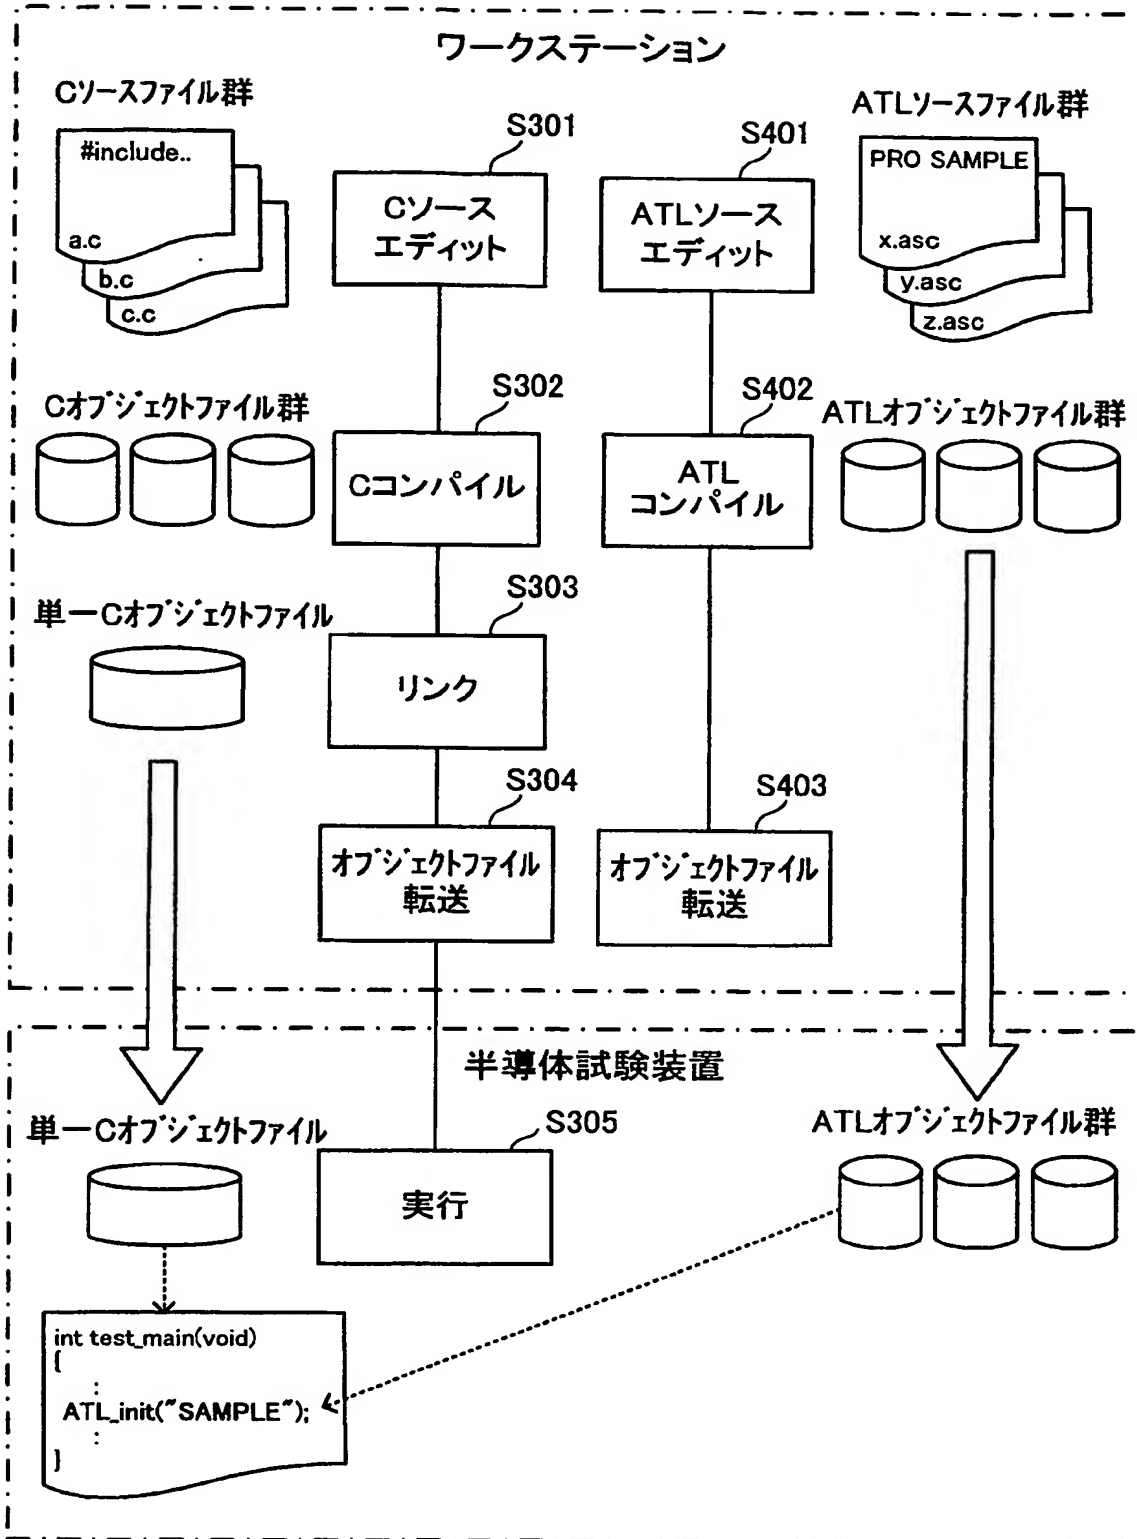 ワークステーション
Cソースファイル群
#include..
a.c
b.c
c.c
S301
Cソース
エディット
S401
ATLソース
エディット
ATLソースファイル群
PRO SAMPLE
x.asc
y.asc
z.asc
Cオブジェクトファイル群
S302
Cコンパイル
S402
ATL
コンパイル
ATLオブジェクトファイル群
単一Cオブジェクトファイル
S303
リンク
S304
オブジェクトファイル
転送
S403
オブジェクトファイル
転送
半導体試験装置
単一Cオブジェクトファイル
S305
実行
ATLオブジェクトファイル群
int test_main(void)
{
:
ATL_init("SAMPLE");
:
}